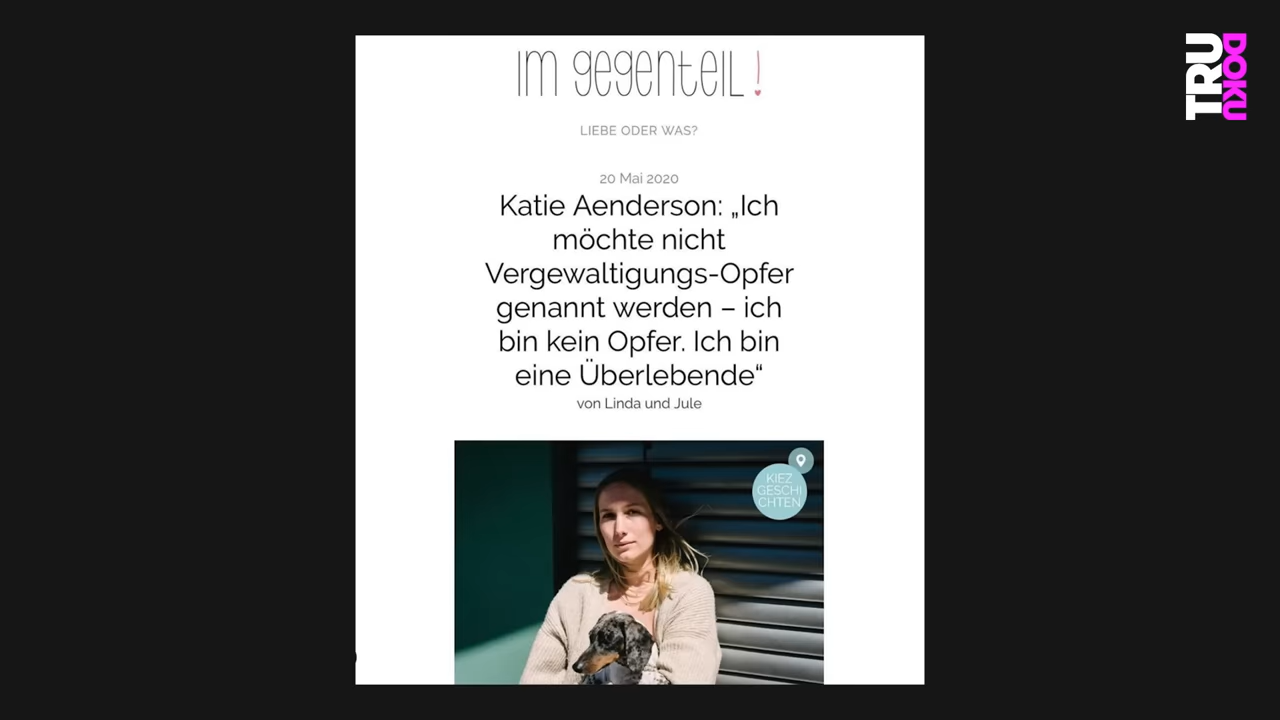 im gegenteil!
LIEBE ODER WAS?
20 Mai 2020
Katie Aenderson: „Ich
möchte nicht
Vergewaltigungs-Opfer
genannt werden – ich
bin kein Opfer. Ich bin
eine Überlebende“
von Linda und Jule
KIEZ
GESCHI
CHTEN
TRU
DOKU